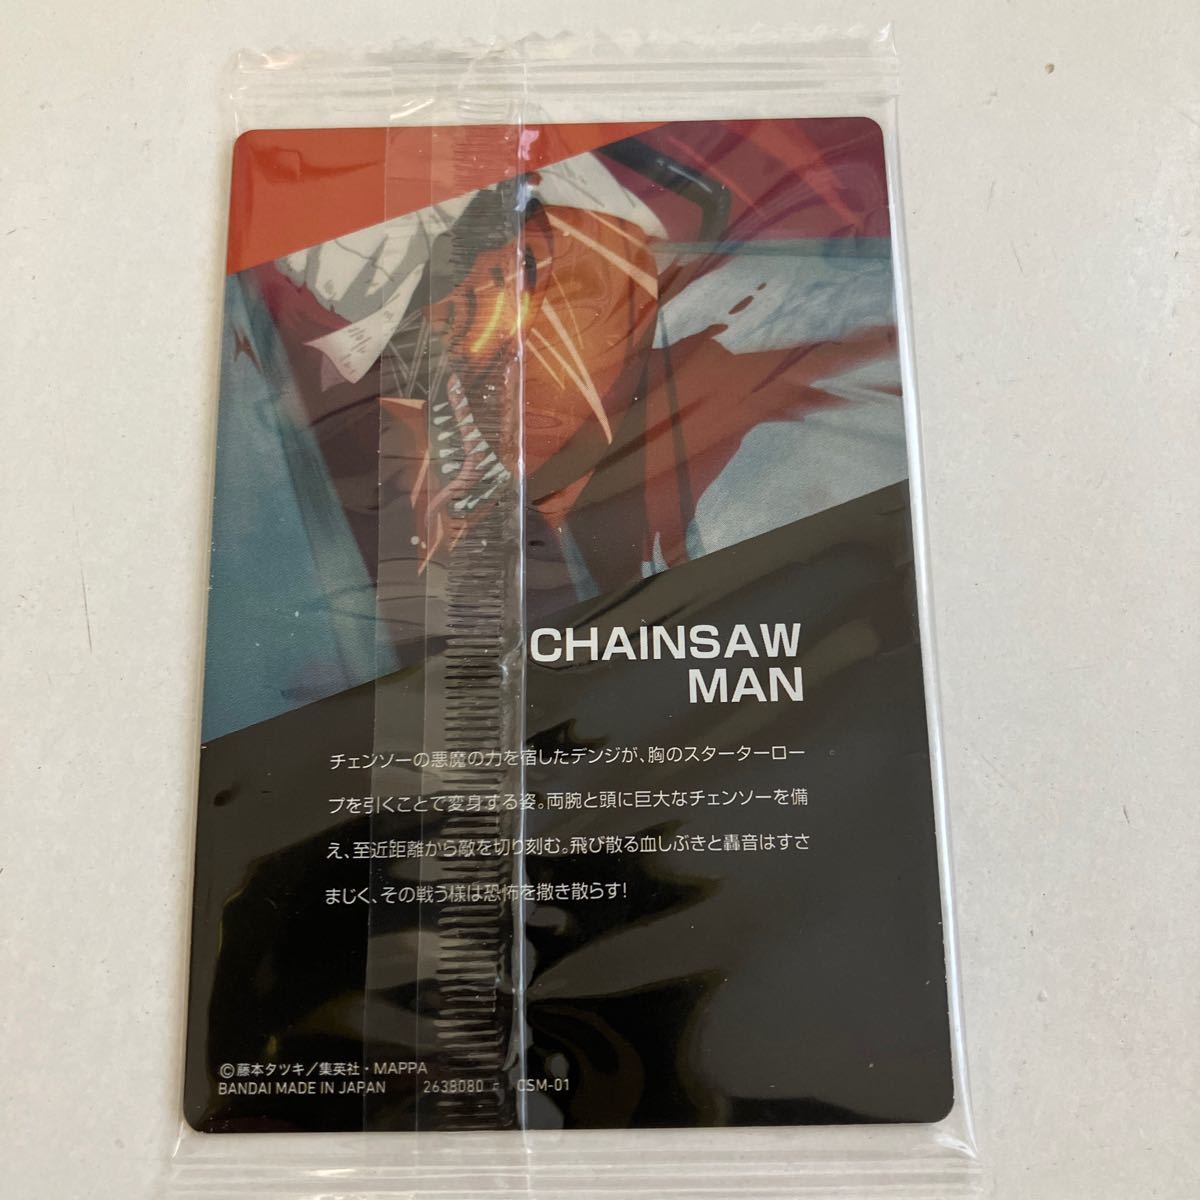 CHAINSAW
MAN
チェンソーの悪魔の力を宿したデンジが、胸のスターターロー
プを引くことで変身する姿。両腕と頭に巨大なチェンソーを備
え、至近距離から敵を切り刻む。飛び散る血しぶきと轟音はすさ
まじく、その戦う様は恐怖を撒き散らす!
©藤本タツキ/集英社・MAPPA
BANDAI MADE IN JAPAN 2638080 CSM-01